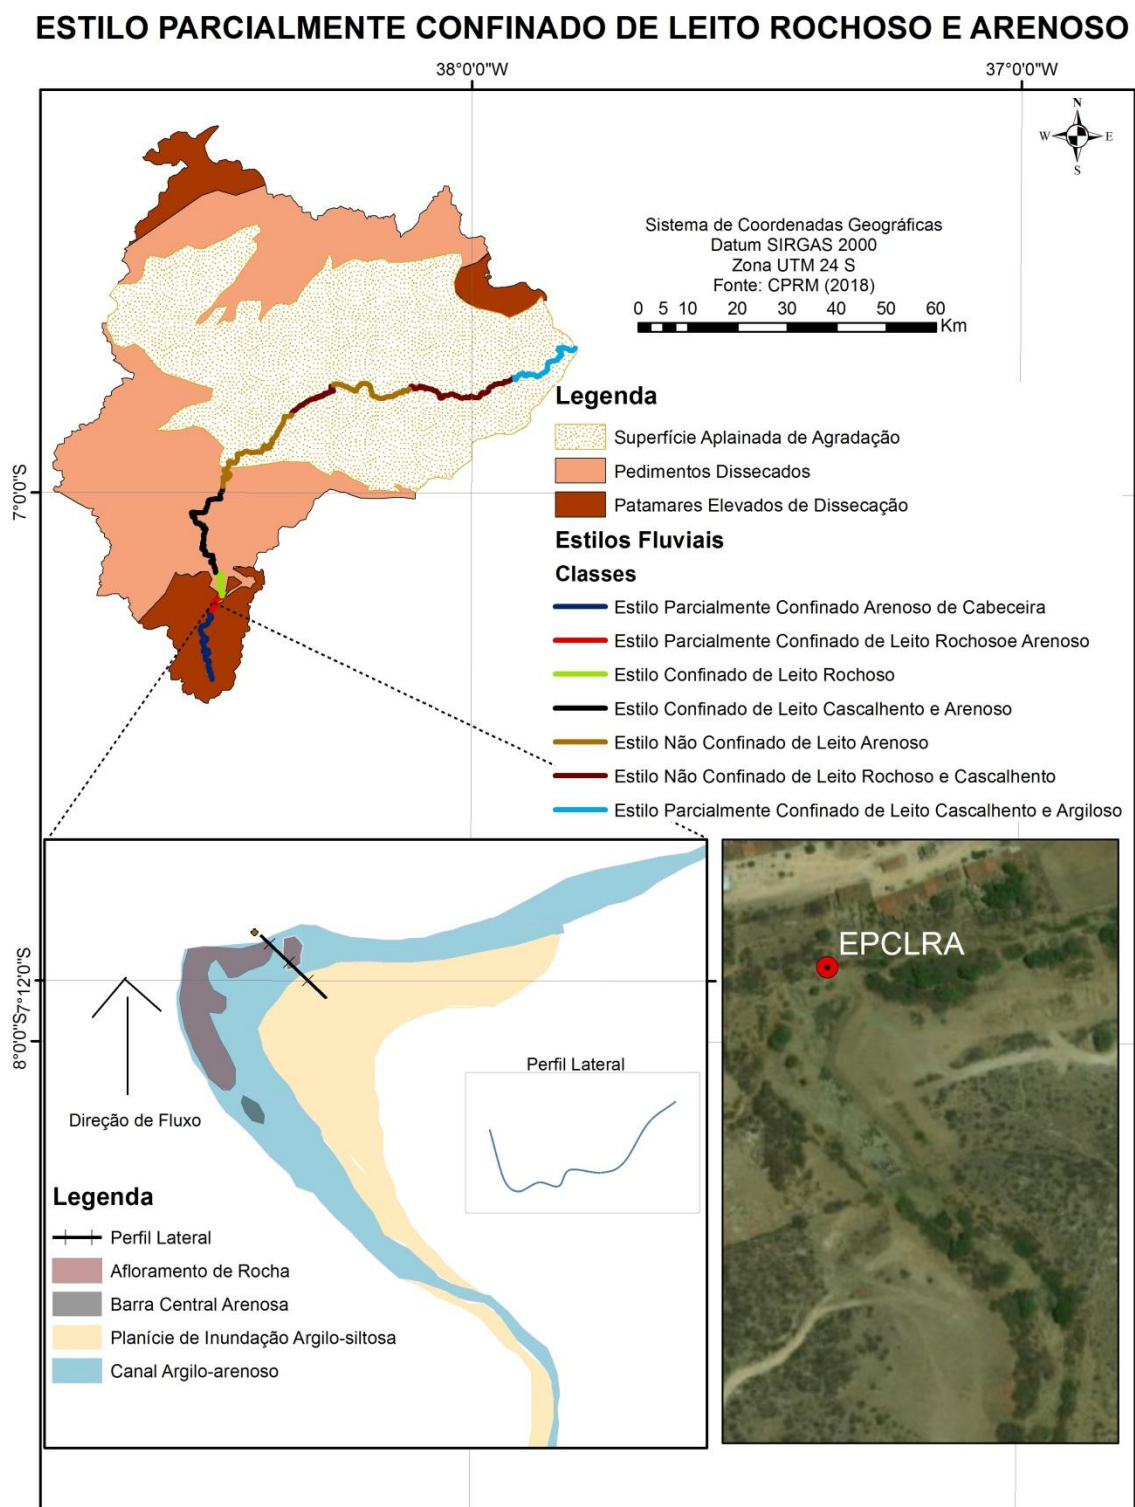 ESTILO PARCIALMENTE CONFINADO DE LEITO ROCHOSO E ARENOSO
38°0'0"W
37°0'0"W
N
W
E
S
Sistema de Coordenadas Geográficas
Datum SIRGAS 2000
Zona UTM 24 S
Fonte: CPRM (2018)
0 5 10 20 30 40 50 60
Km
Legenda
Superfície Aplainada de Agradação
Pedimentos Dissecados
Patamares Elevados de Dissecação
7°0'0"S
Estilos Fluviais
Classes
Estilo Parcialmente Confinado Arenoso de Cabeceira
Estilo Parcialmente Confinado de Leito Rochosoe Arenoso
Estilo Confinado de Leito Rochoso
Estilo Confinado de Leito Cascalhento e Arenoso
Estilo Não Confinado de Leito Arenoso
Estilo Não Confinado de Leito Rochoso e Cascalhento
Estilo Parcialmente Confinado de Leito Cascalhento e Argiloso
EPCLRA
7°12'0"S
8°0'0"S
Perfil Lateral
Direção de Fluxo
Legenda
Perfil Lateral
Afloramento de Rocha
Barra Central Arenosa
Planície de Inundação Argilo-siltosa
Canal Argilo-arenoso